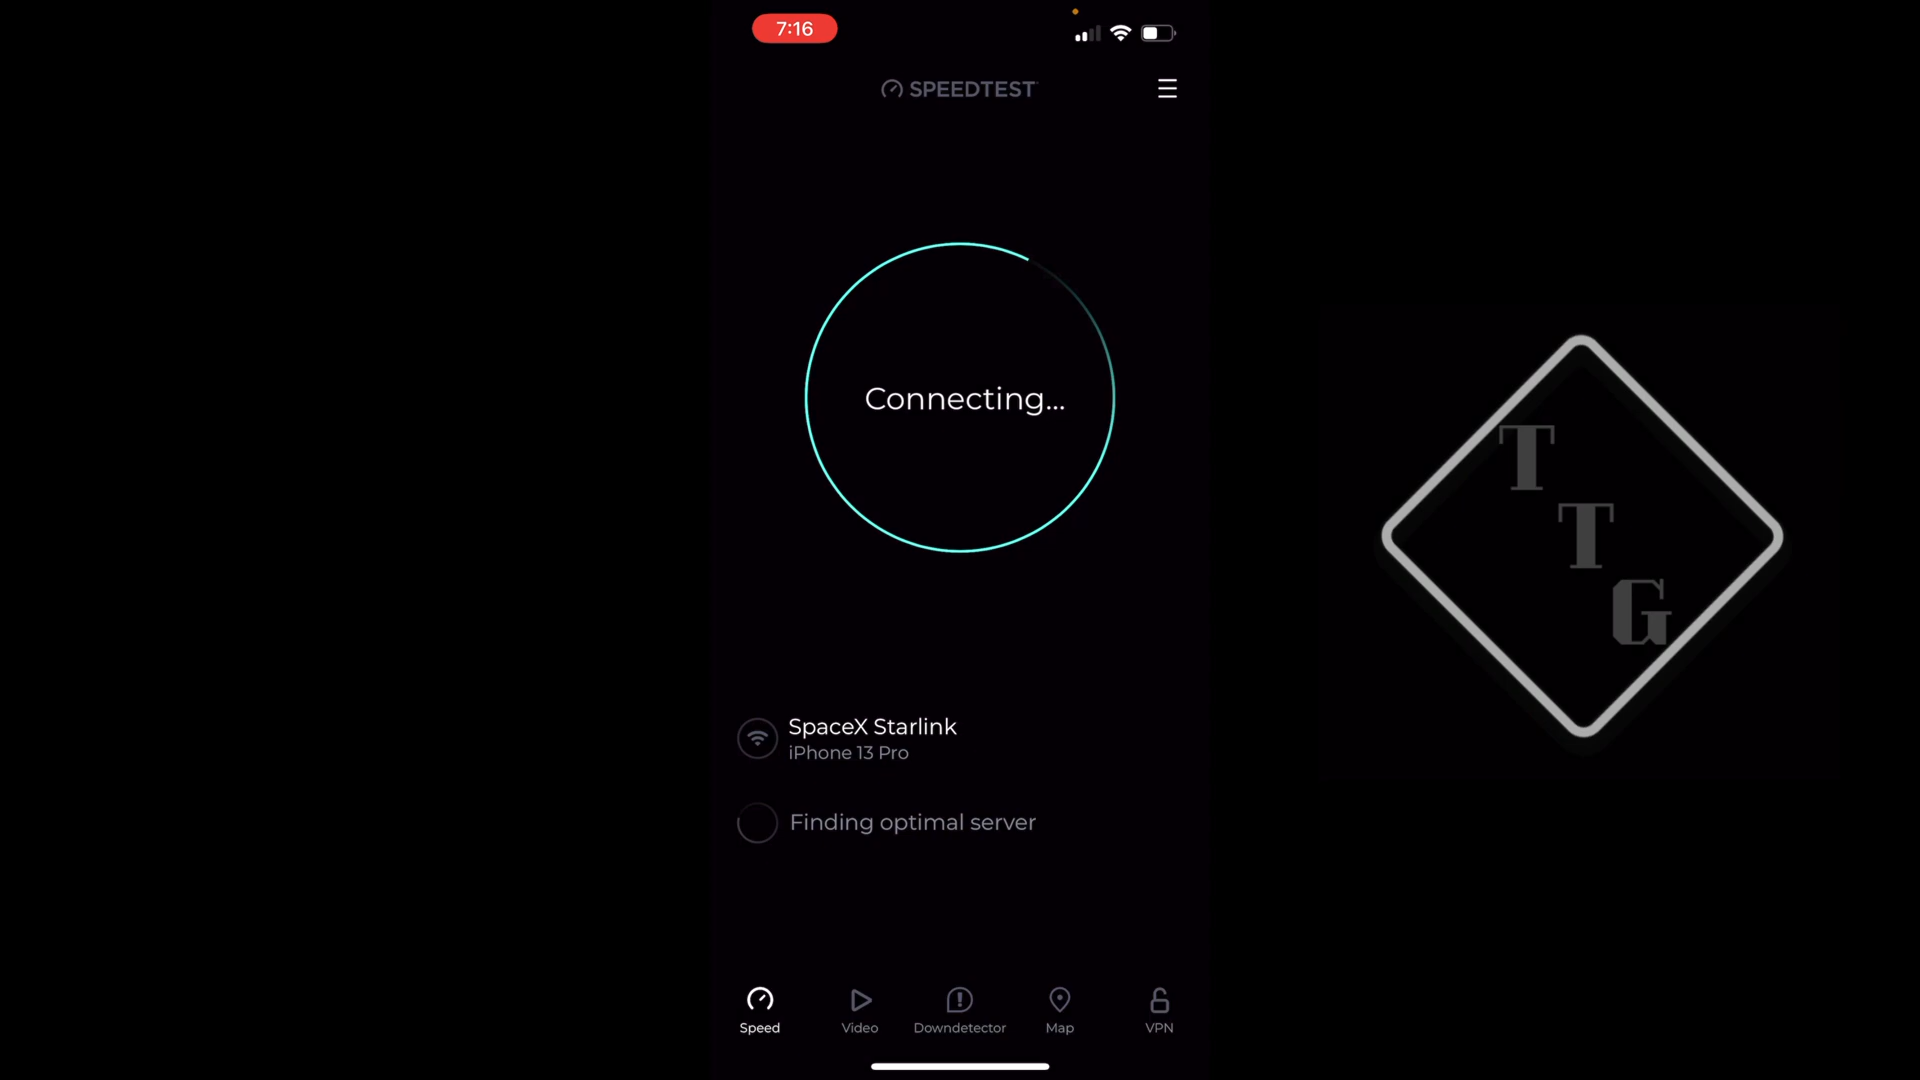 7:16
SPEEDTEST
Connecting...
SpaceX Starlink
iPhone 13 Pro
Finding optimal server
Speed
Video
Downdetector
Map
VPN
T
T
G